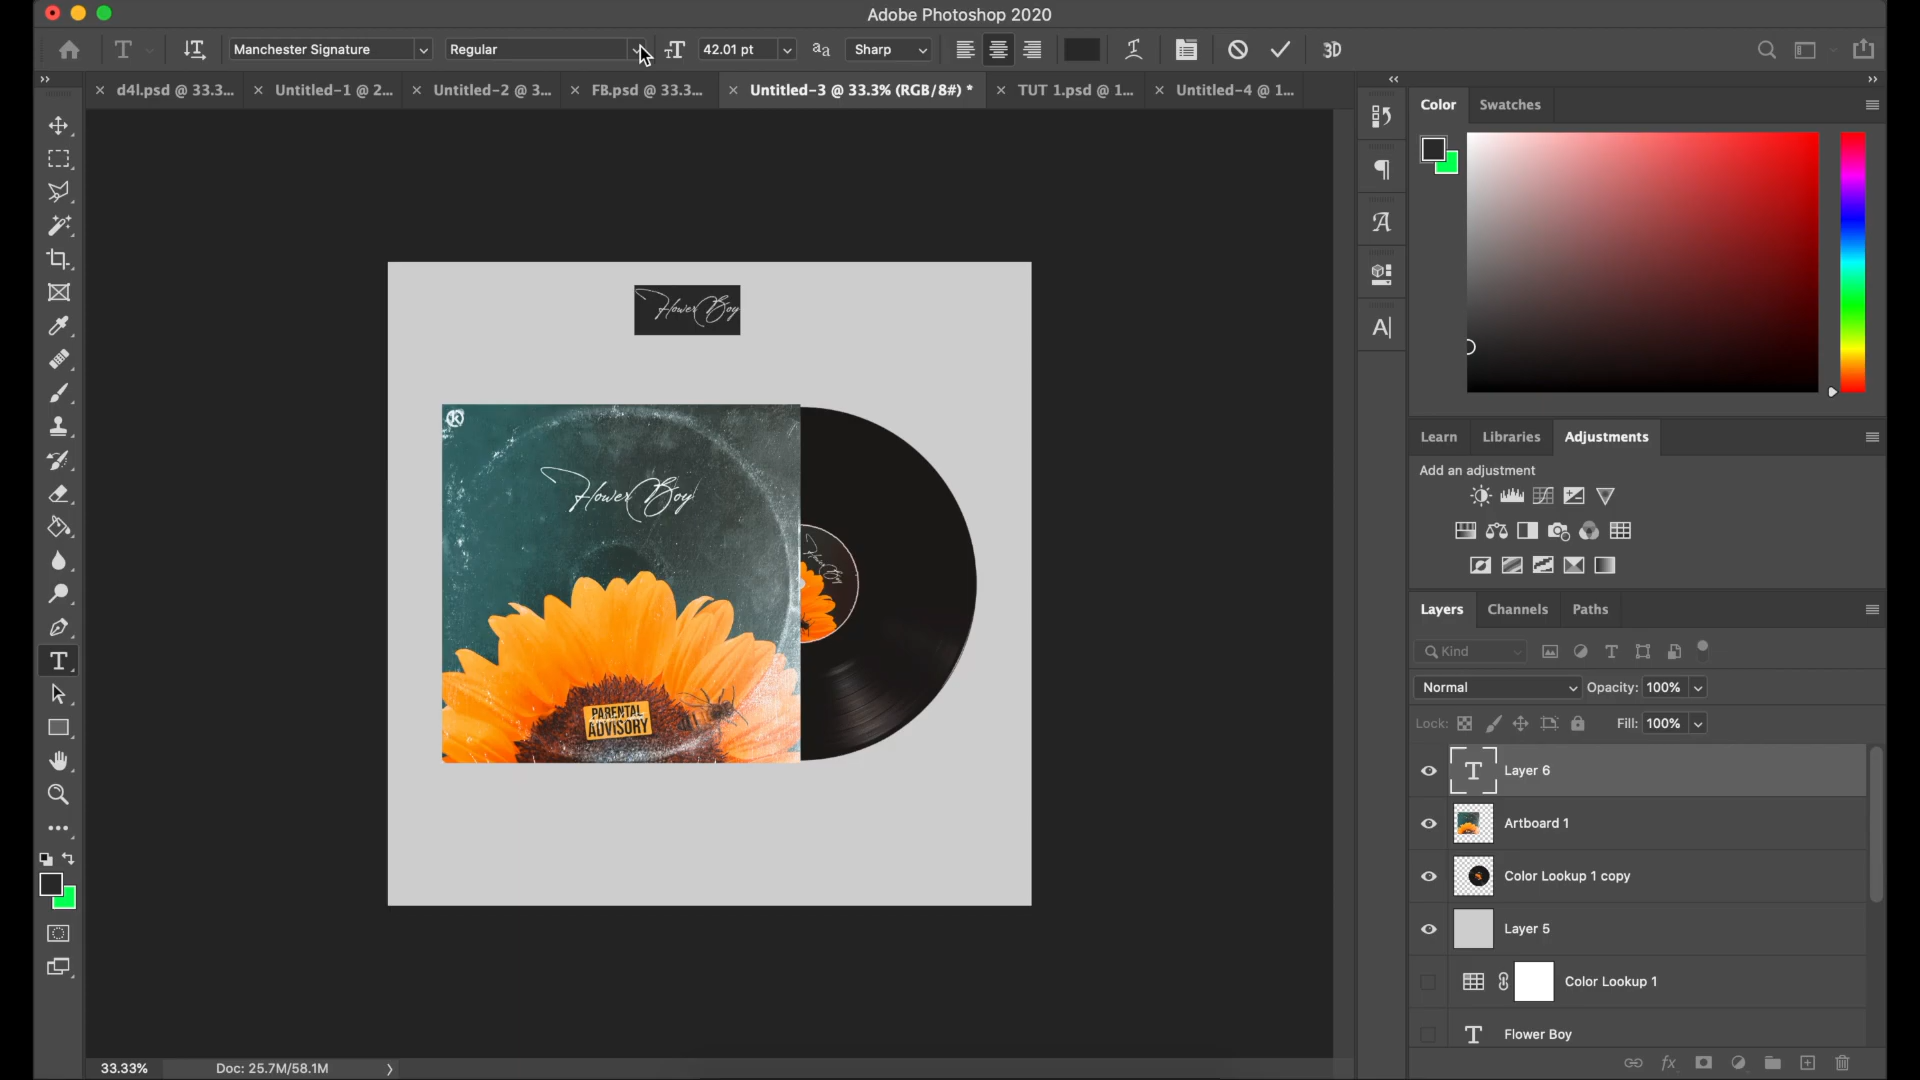 Adobe Photoshop 2020
Manchester Signature Regular 42.01 pt Sharp 3D
d4l.psd @ 33.3... Untitled-1 @ 2... Untitled-2 @ 3... FB.psd @ 33.3... Untitled-3 @ 33.3% (RGB/8#) * TUT 1.psd @ 1... Untitled-4 @ 1...
Color Swatches
Flower Boy
Flower Boy
Flower Boy
PARENTAL
ADVISORY
Learn Libraries Adjustments
Add an adjustment
Layers Channels Paths
Kind
Normal Opacity: 100%
Lock: Fill: 100%
Layer 6
Artboard 1
Color Lookup 1 copy
Layer 5
Color Lookup 1
Flower Boy
33.33% Doc: 25.7M/58.1M